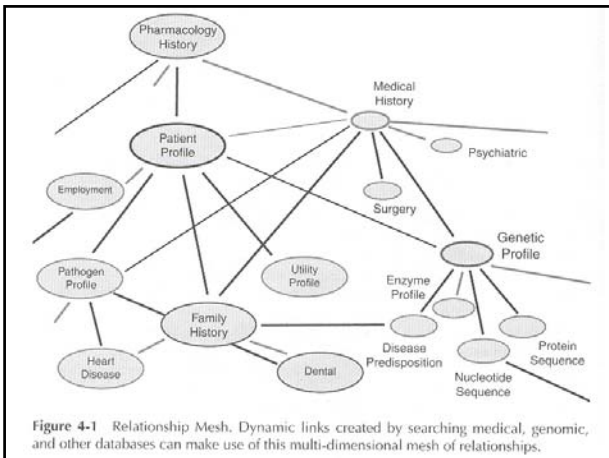 Pharmacology
History
Medical
History
Patient
Profile
Psychiatric
Employment
Surgery
Genetic
Profile
Pathogen
Profile
Utility
Profile
Enzyme
Profile
Family
History
Disease
Predisposition
Protein
Sequence
Heart
Disease
Dental
Nucleotide
Sequence
Figure 4-1 Relationship Mesh. Dynamic links created by searching medical, genomic,
and other databases can make use of this multi-dimensional mesh of relationships.